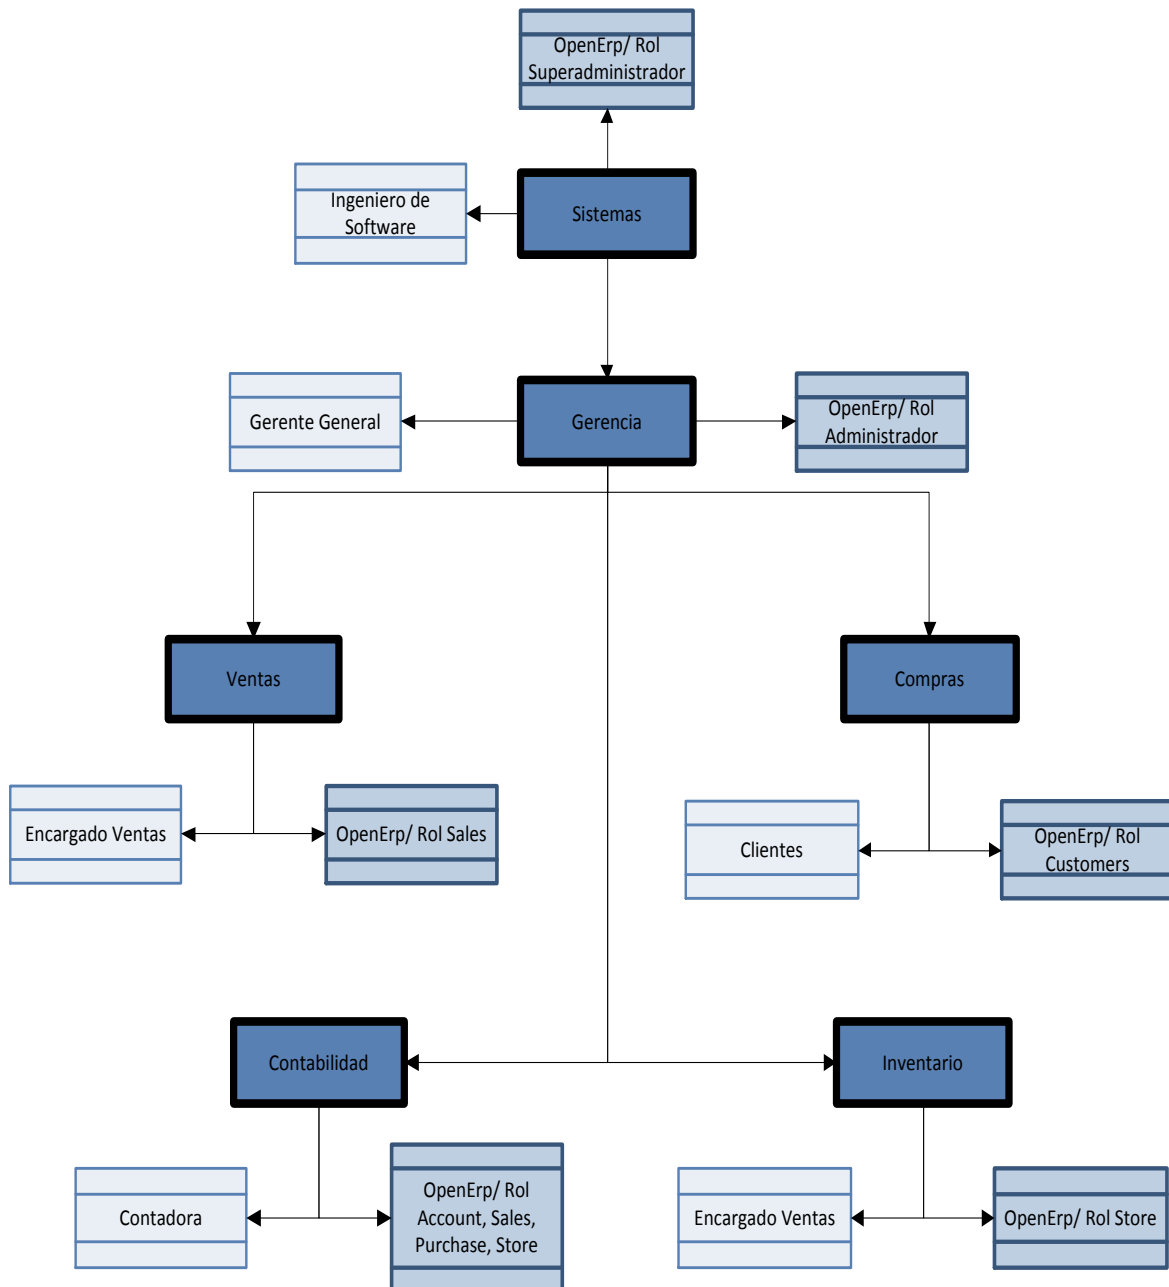 OpenErp/ Rol
Superadministrador
Ingeniero de
Software
Sistemas
Gerente General
Gerencia
OpenErp/ Rol
Administrador
Ventas
Compras
Encargado Ventas
OpenErp/ Rol Sales
Clientes
OpenErp/ Rol
Customers
Contabilidad
Inventario
Contadora
OpenErp/ Rol
Account, Sales,
Purchase, Store
Encargado Ventas
OpenErp/ Rol Store